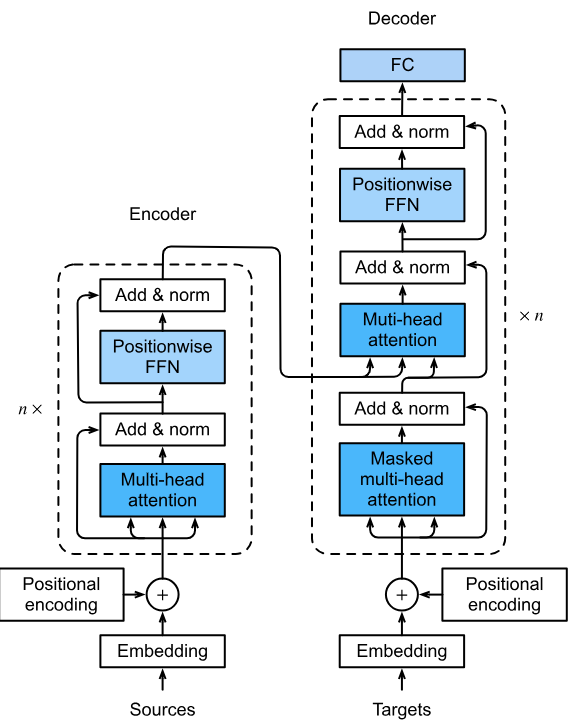 Decoder
FC
Add & norm
Positionwise
FFN
Encoder
Add & norm
Add & norm
Muti-head
attention
× n
Positionwise
FFN
n ×
Add & norm
Add & norm
Multi-head
attention
Masked
multi-head
attention
Positional
encoding
+
+
Positional
encoding
Embedding
Embedding
Sources
Targets